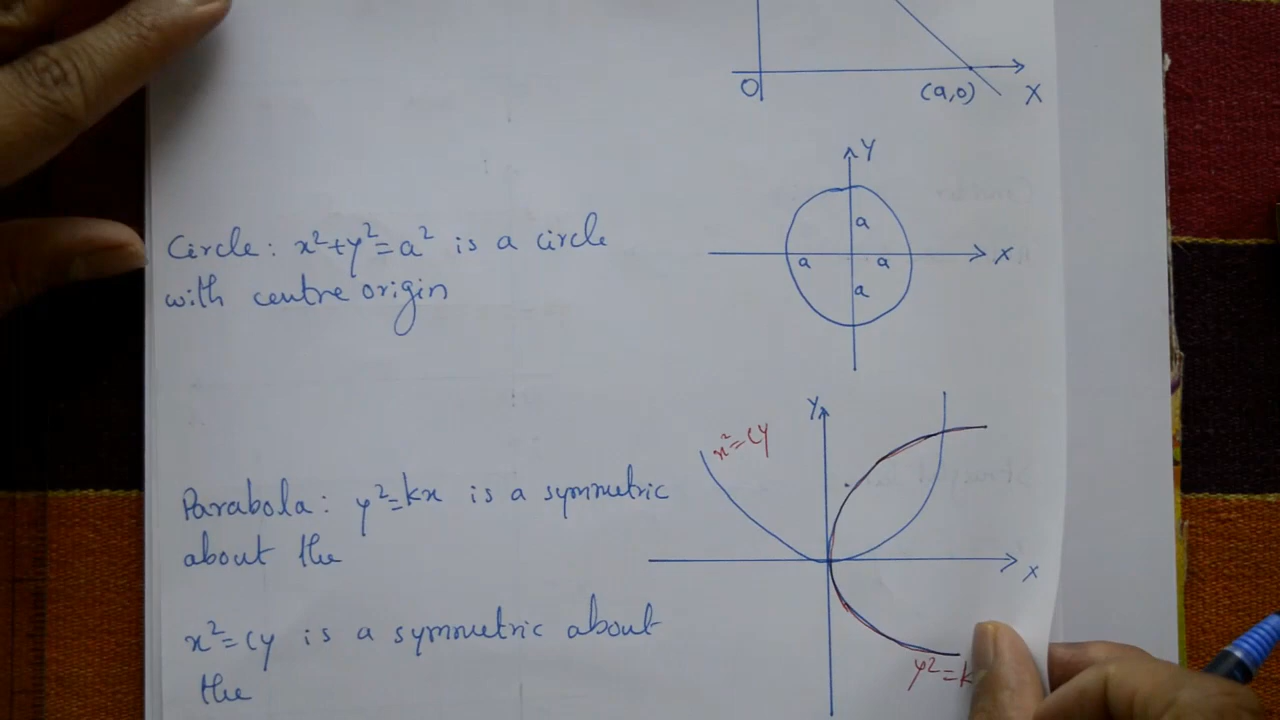 O
(a,0)
X
Y
Circle: x²+y²=a² is a circle
with centre origin
a
a
a
X
a
Y
x²=cy
Parabola: y²=kx is a symmetric
about the
X
x²=cy is a symmetric about
the
y²=k